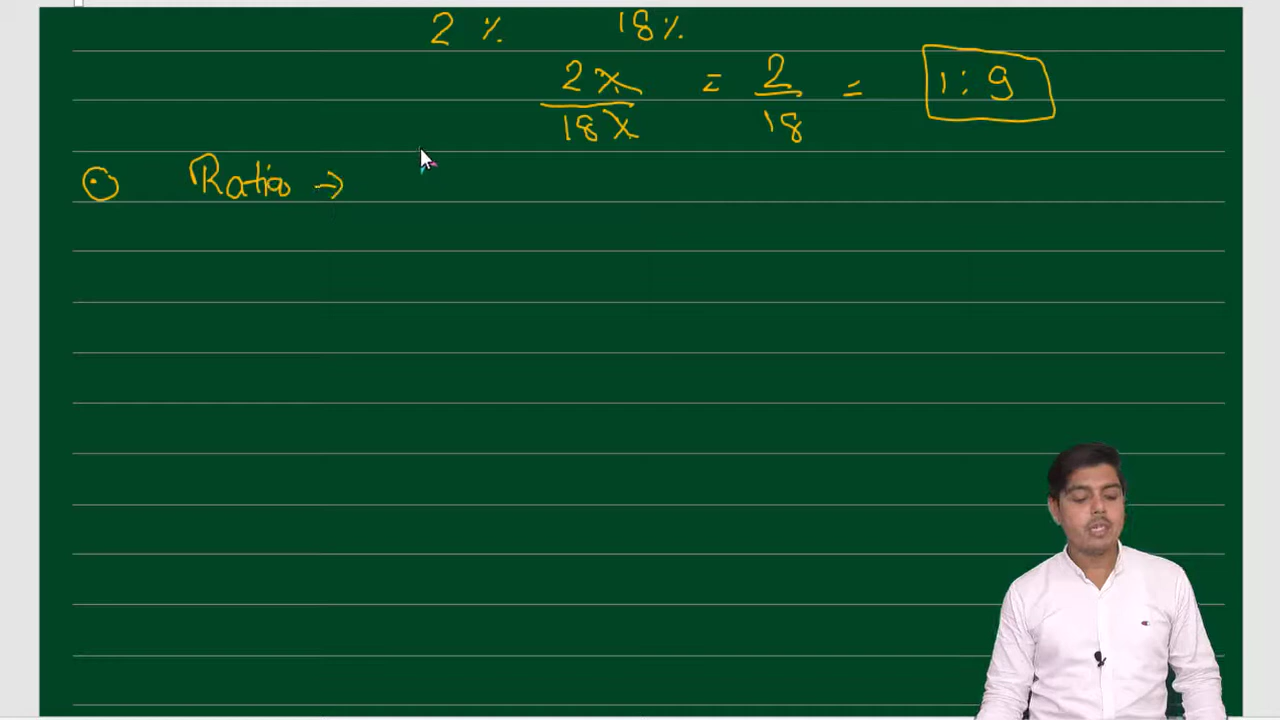 2 % 18%
2x/18x = 2/18 = 1:9
⊙ Ratio →